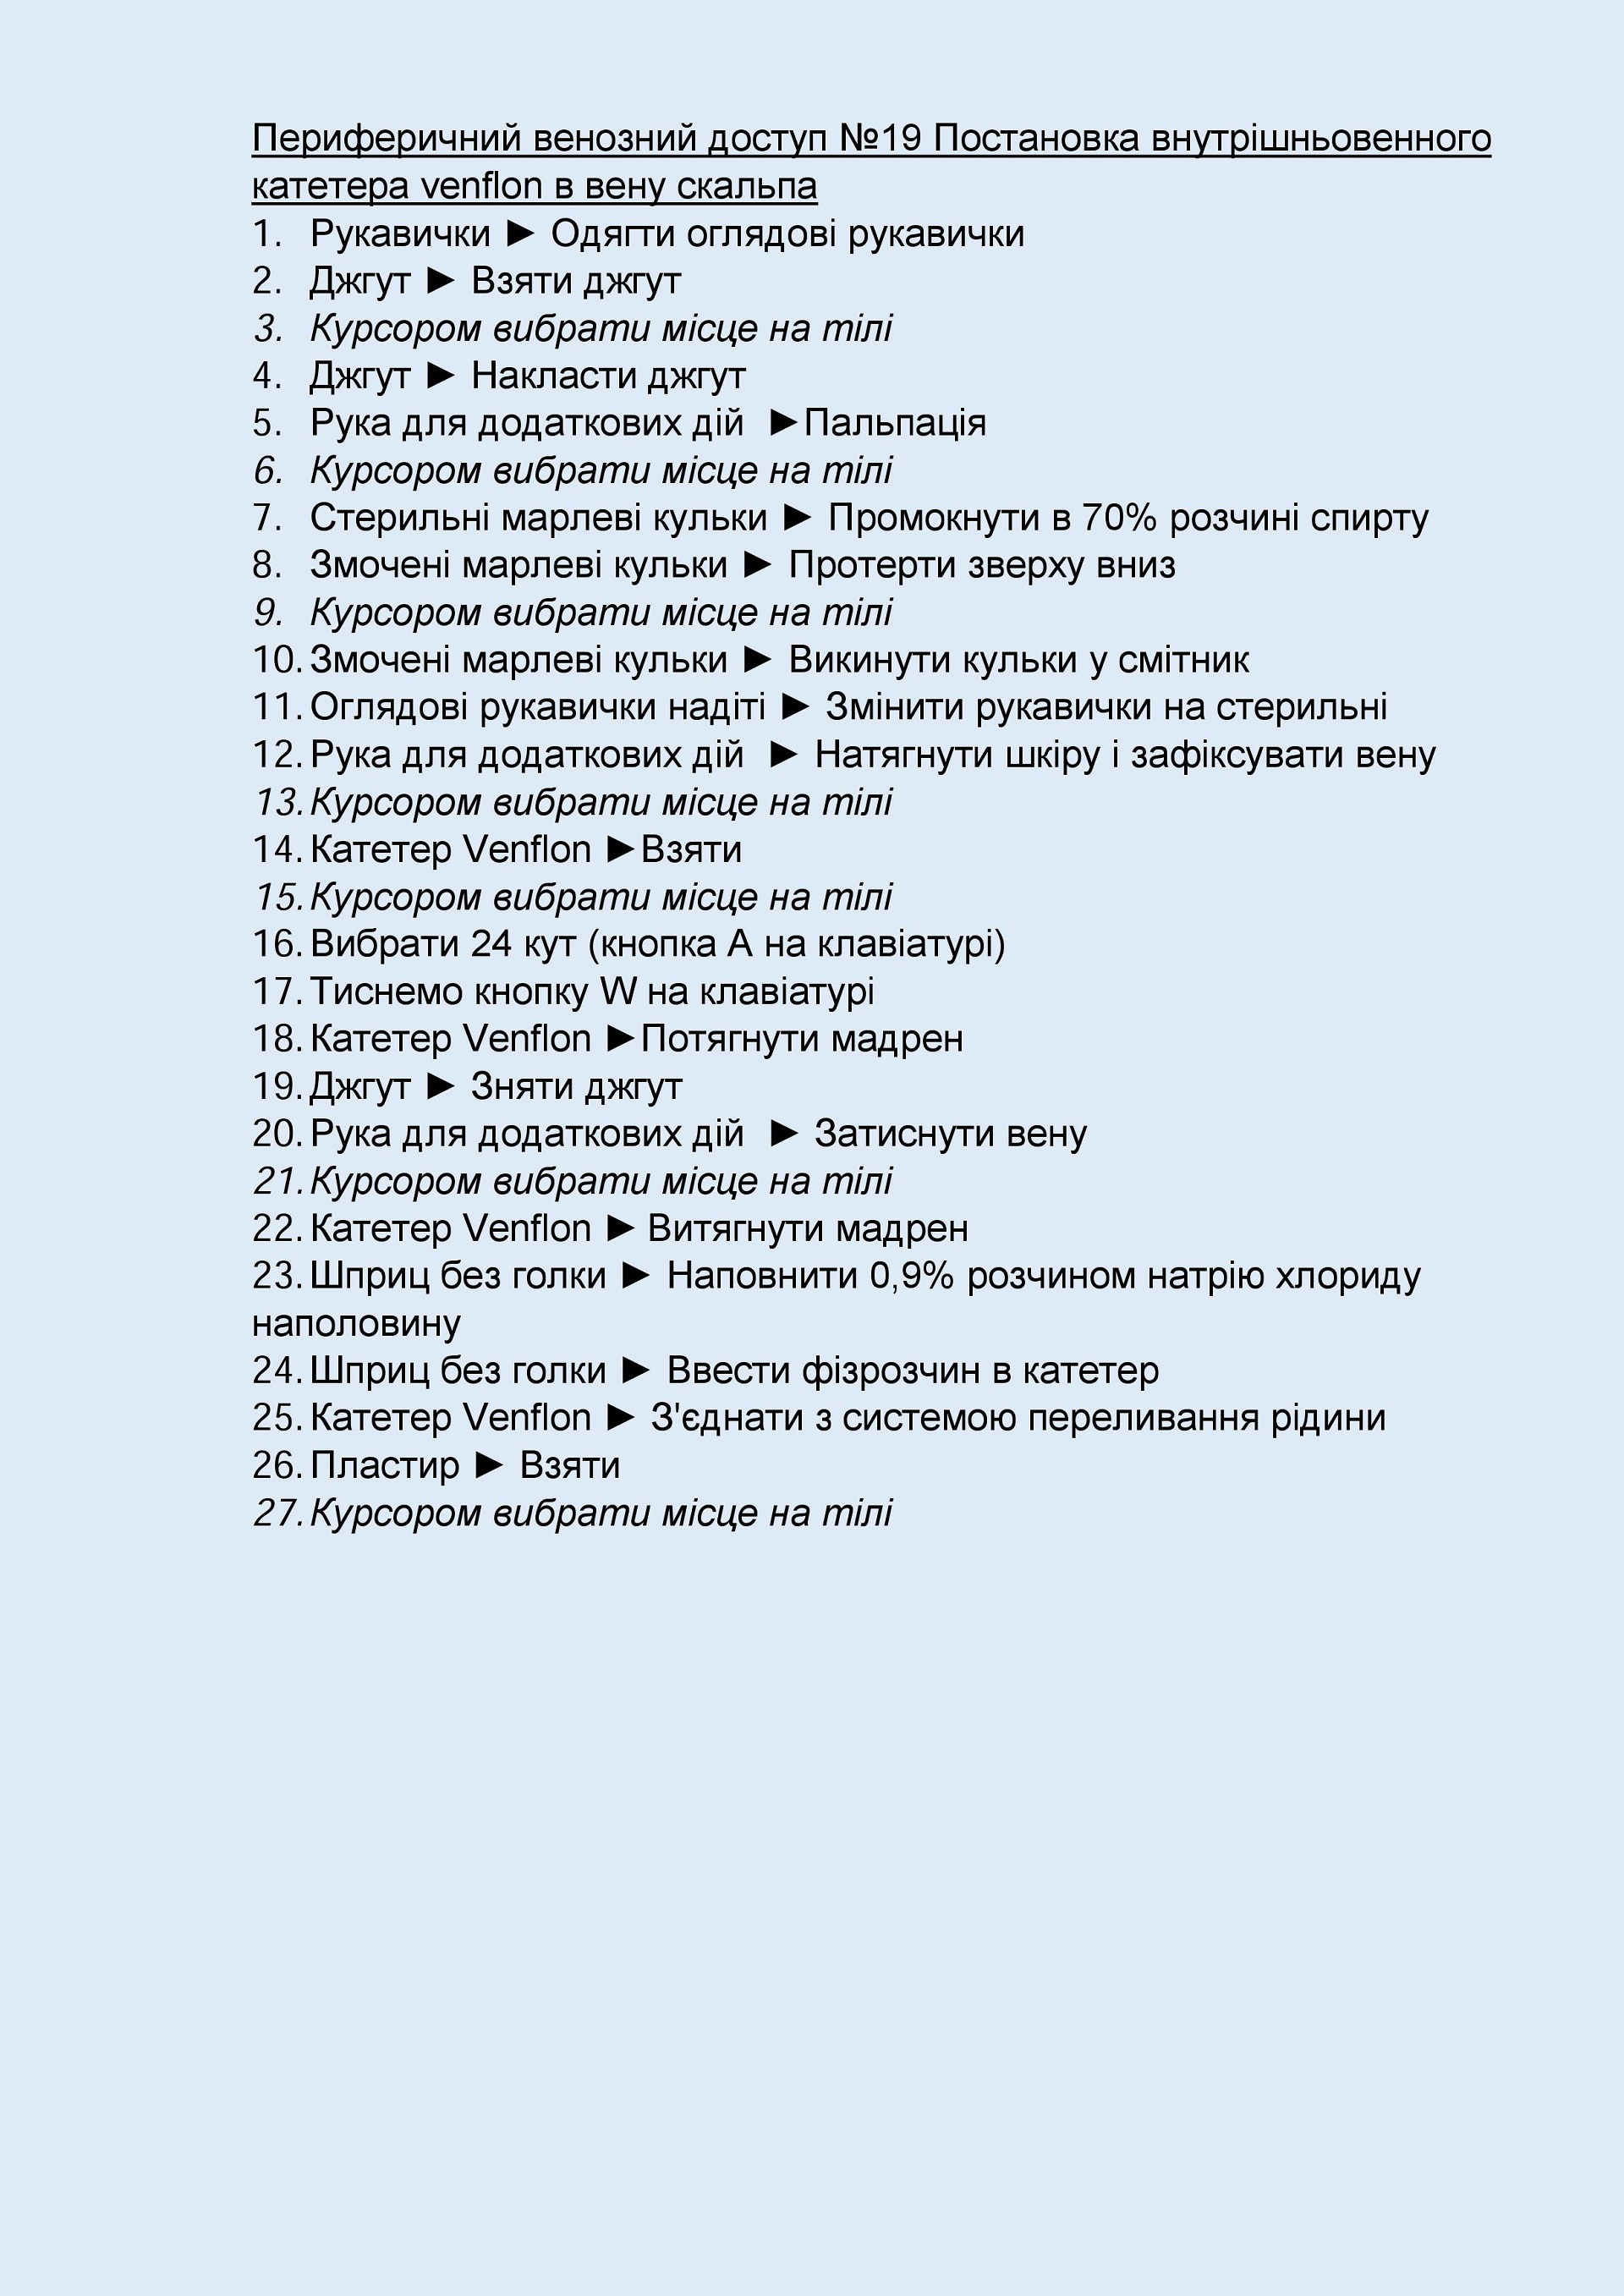 Периферичний венозний доступ №19 Постановка внутрішньовенного
катетера venflon в вену скальпа
1. Рукавички ► Одягти оглядові рукавички
2. Джгут ► Взяти джгут
3. Курсором вибрати місце на тілі
4. Джгут ► Накласти джгут
5. Рука для додаткових дій ►Пальпація
6. Курсором вибрати місце на тілі
7. Стерильні марлеві кульки ► Промокнути в 70% розчині спирту
8. Змочені марлеві кульки ► Протерти зверху вниз
9. Курсором вибрати місце на тілі
10. Змочені марлеві кульки ► Викинути кульки у смітник
11. Оглядові рукавички надіті ► Змінити рукавички на стерильні
12. Рука для додаткових дій ► Натягнути шкіру і зафіксувати вену
13. Курсором вибрати місце на тілі
14. Катетер Venflon ►Взяти
15. Курсором вибрати місце на тілі
16. Вибрати 24 кут (кнопка А на клавіатурі)
17. Тиснемо кнопку W на клавіатурі
18. Катетер Venflon ►Потягнути мадрен
19. Джгут ► Зняти джгут
20. Рука для додаткових дій ► Затиснути вену
21. Курсором вибрати місце на тілі
22. Катетер Venflon ► Витягнути мадрен
23. Шприц без голки ► Наповнити 0,9% розчином натрію хлориду
наполовину
24. Шприц без голки ► Ввести фізрозчин в катетер
25. Катетер Venflon ► З'єднати з системою переливання рідини
26. Пластир ► Взяти
27. Курсором вибрати місце на тілі